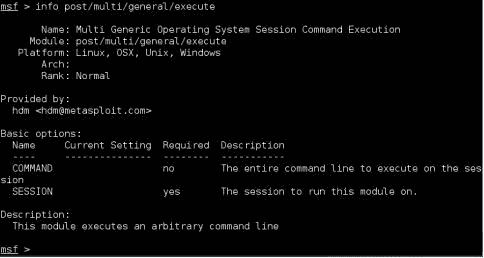 msf > info post/multi/general/execute
Name: Multi Generic Operating System Session Command Execution
Module: post/multi/general/execute
Platform: Linux, OSX, Unix, Windows
Arch:
Rank: Normal
Provided by:
hdm <hdm@metasploit.com>
Basic options:
Name Current Setting Required Description
---- --------------- -------- -----------
COMMAND no The entire command line to execute on the ses
sion
SESSION yes The session to run this module on.
Description:
This module executes an arbitrary command line
msf >